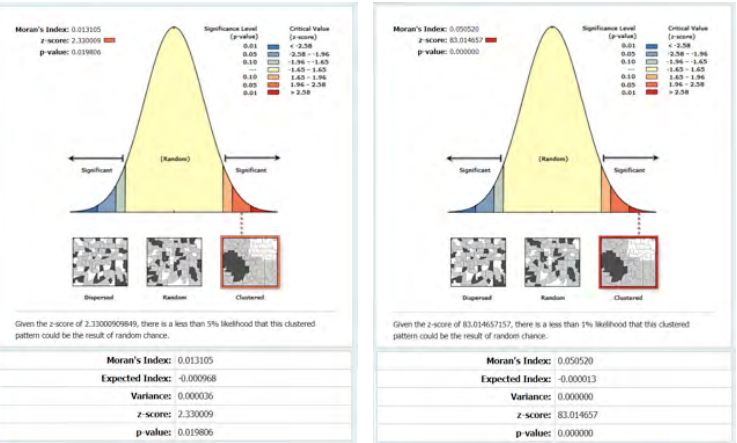 Moran's Index: 0.013105
z-score: 2.330009
p-value: 0.019806
Significance Level
(p-value)
Critical Value
(z-score)
0.01 < -2.58
0.05 -2.58 - -1.96
0.10 -1.96 - -1.65
— -1.65 - 1.65
0.10 1.65 - 1.96
0.05 1.96 - 2.58
0.01 > 2.58
Significant
(Random)
Significant
Dispersed
Random
Clustered
Given the z-score of 2.33000909849, there is a less than 5% likelihood that this clustered
pattern could be the result of random chance.
Moran's Index: 0.013105
Expected Index: -0.000968
Variance: 0.000036
z-score: 2.330009
p-value: 0.019806
Moran's Index: 0.050520
z-score: 83.014657
p-value: 0.000000
Significance Level
(p-value)
Critical Value
(z-score)
0.01 < -2.58
0.05 -2.58 - -1.96
0.10 -1.96 - -1.65
— -1.65 - 1.65
0.10 1.65 - 1.96
0.05 1.96 - 2.58
0.01 > 2.58
Significant
(Random)
Significant
Dispersed
Random
Clustered
Given the z-score of 83.014657157, there is a less than 1% likelihood that this clustered
pattern could be the result of random chance.
Moran's Index: 0.050520
Expected Index: -0.000013
Variance: 0.000000
z-score: 83.014657
p-value: 0.000000